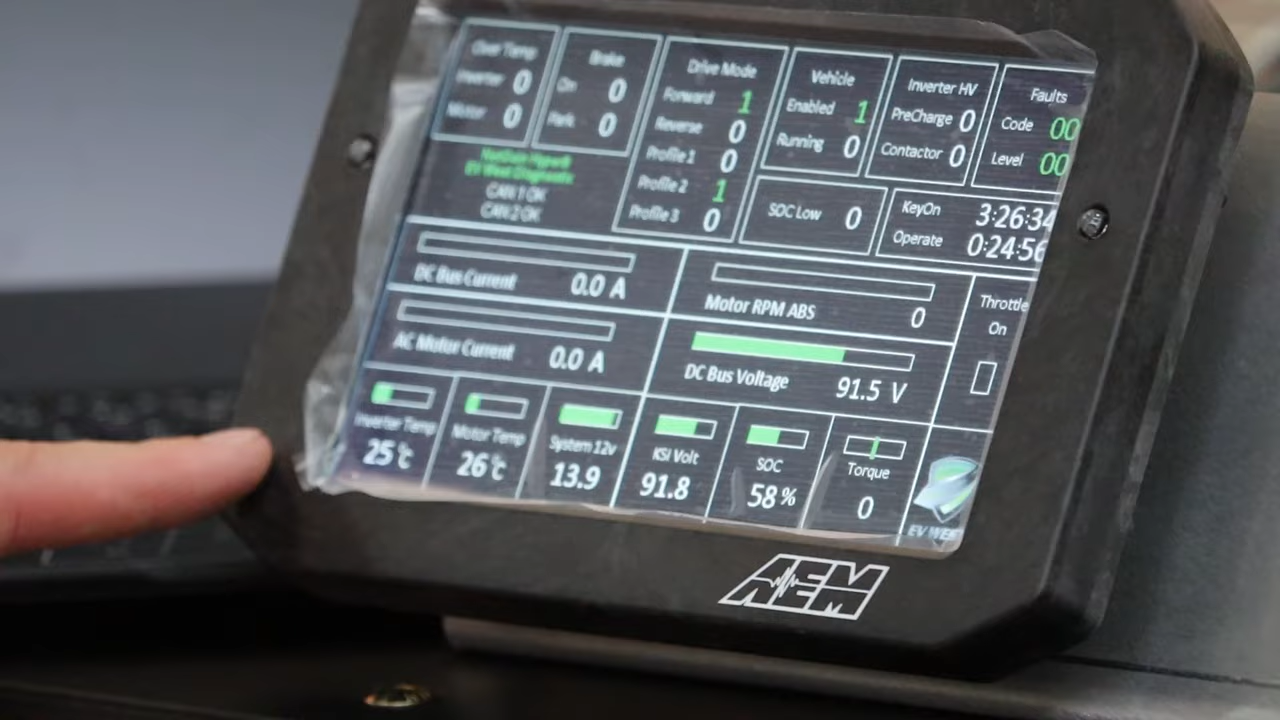 Over Temp
Inverter 0
Motor 0
Brake
On 0
Park 0
Drive Mode
Forward 1
Reverse 0
Profile 1 0
Profile 2 1
Profile 3 0
Vehicle
Enabled 1
Running 0
Inverter HV
PreCharge 0
Contactor 0
Faults
Code 00
Level 00
EV West Diagnostic
CAN 1 OK
CAN 2 OK
SOC Low 0
KeyOn 3:26:34
Operate 0:24:56
DC Bus Current 0.0 A
Motor RPM ABS 0
Throttle
On
AC Motor Current 0.0 A
DC Bus Voltage 91.5 V
Inverter Temp
25°C
Motor Temp
26°C
System 12v
13.9
KSI Volt
91.8
SOC
58 %
Torque
0
EV WEST
AEM